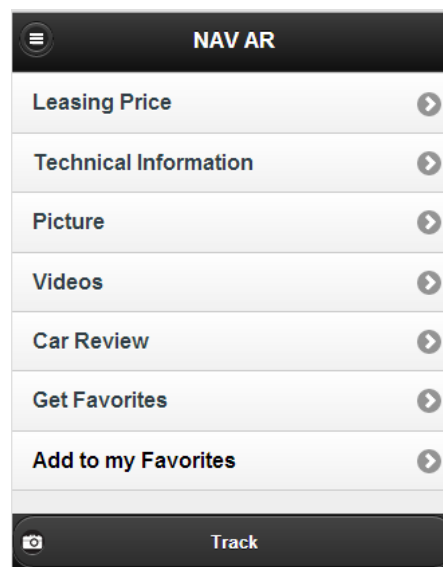 NAV AR
Leasing Price
Technical Information
Picture
Videos
Car Review
Get Favorites
Add to my Favorites
Track